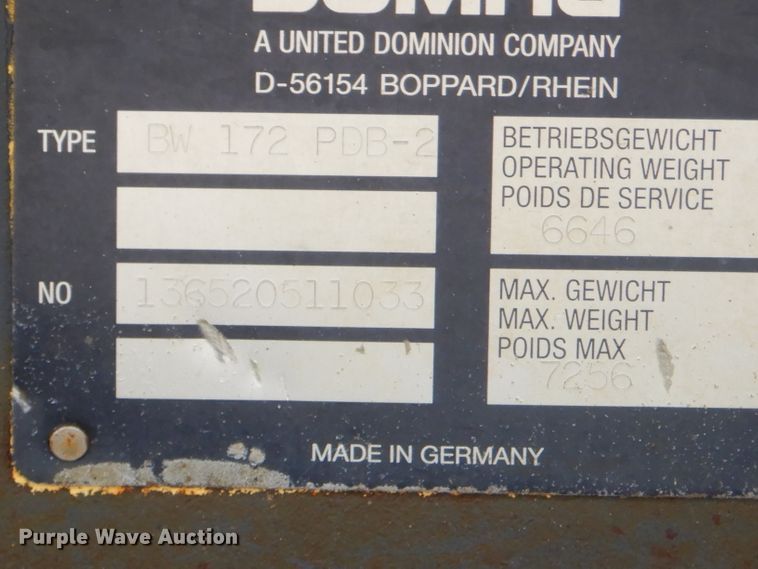 BOMAG
A UNITED DOMINION COMPANY
D-56154 BOPPARD/RHEIN
TYPE BW 172 PDB-2
NO 136520511033
BETRIEBSGEWICHT
OPERATING WEIGHT
POIDS DE SERVICE
6646
MAX. GEWICHT
MAX. WEIGHT
POIDS MAX
7256
MADE IN GERMANY
Purple Wave Auction